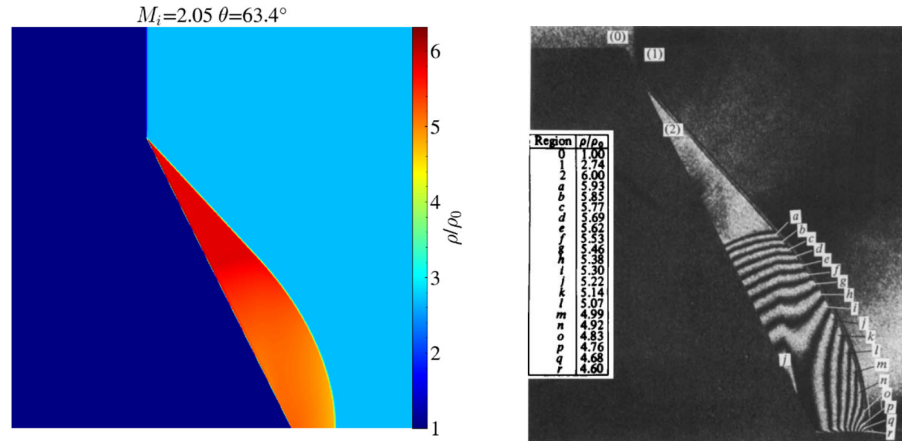 M_i=2.05 θ=63.4°
6
5
4
3
2
1
ρ/ρ0
(0)
(1)
(2)
Region ρ/ρ0
0 1.00
1 2.74
2 6.00
a 5.93
b 5.85
c 5.77
d 5.69
e 5.62
f 5.53
g 5.46
h 5.38
i 5.30
j 5.22
k 5.14
l 5.07
m 4.99
n 4.92
o 4.83
p 4.76
q 4.68
r 4.60
a
b
c
d
e
f
g
h
i
j
k
l
m
n
o
p
q
r
j